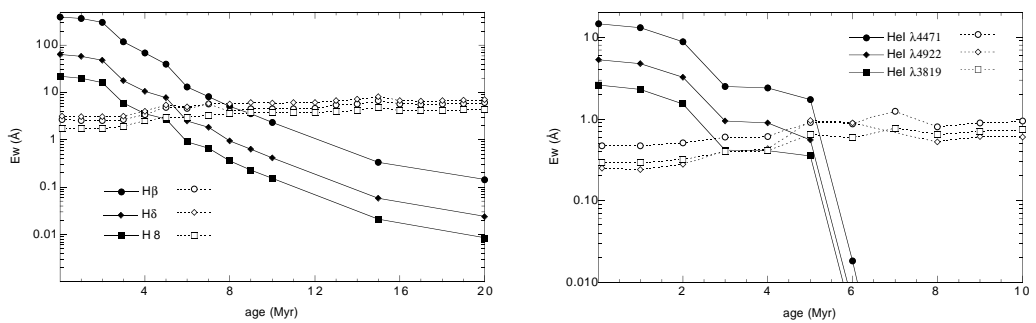 Ew (Å)
100
10
1
0.1
0.01
Hβ
Hδ
H 8
4
8
12
16
20
age (Myr)
Ew (Å)
10
1.0
0.10
0.010
HeI λ4471
HeI λ4922
HeI λ3819
0
2
4
6
8
10
age (Myr)